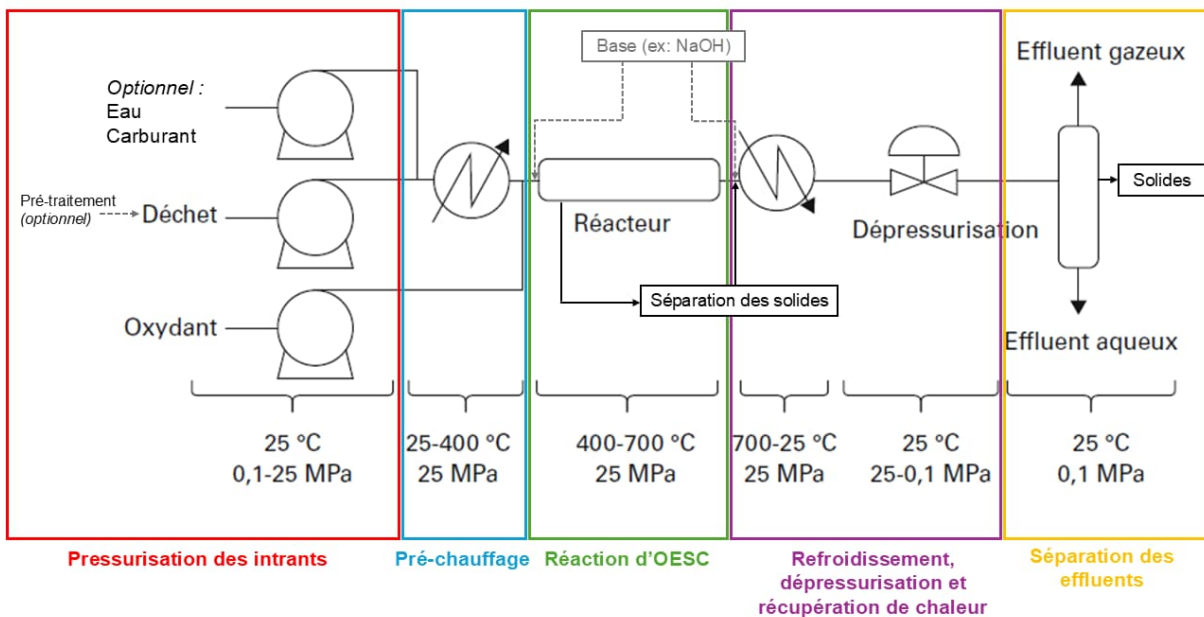 Base (ex: NaOH)
Optionnel :
Eau
Carburant
Effluent gazeux
Pré-traitement
(optionnel)
Déchet
Réacteur
Dépressurisation
Solides
Séparation des solides
Oxydant
Effluent aqueux
25 °C
0,1-25 MPa
25-400 °C
25 MPa
400-700 °C
25 MPa
700-25 °C
25 MPa
25 °C
25-0,1 MPa
25 °C
0,1 MPa
Pressurisation des intrants
Pré-chauffage
Réaction d’OESC
Refroidissement,
dépressurisation et
récupération de chaleur
Séparation des
effluents